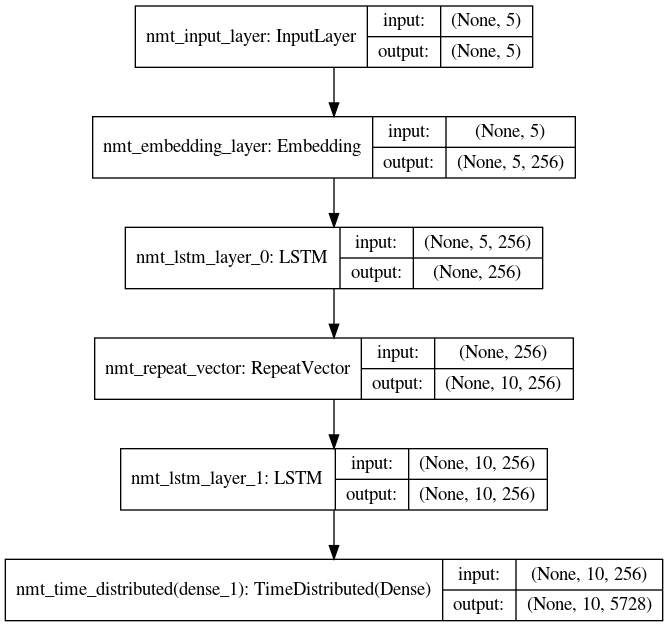 nmt_input_layer: InputLayer
input:
(None, 5)
output:
(None, 5)
nmt_embedding_layer: Embedding
input:
(None, 5)
output:
(None, 5, 256)
nmt_lstm_layer_0: LSTM
input:
(None, 5, 256)
output:
(None, 256)
nmt_repeat_vector: RepeatVector
input:
(None, 256)
output:
(None, 10, 256)
nmt_lstm_layer_1: LSTM
input:
(None, 10, 256)
output:
(None, 10, 256)
nmt_time_distributed(dense_1): TimeDistributed(Dense)
input:
(None, 10, 256)
output:
(None, 10, 5728)